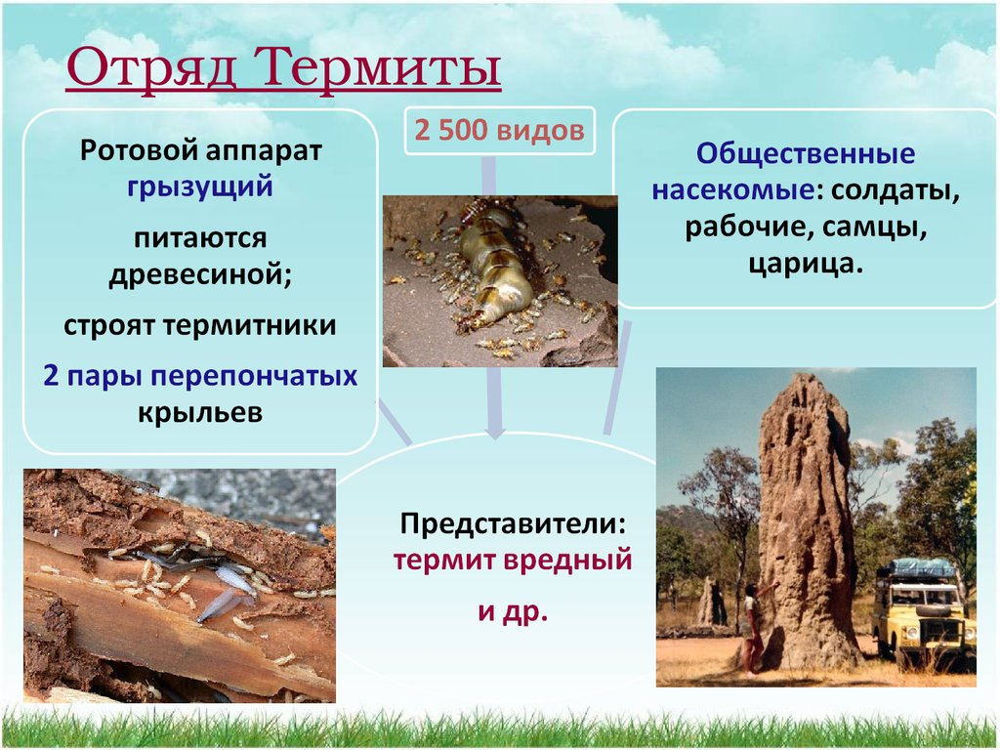 Отряд Термиты
Ротовой аппарат
грызущий
питаются
древесиной;
строят термитники
2 пары перепончатых
крыльев
2 500 видов
Общественные
насекомые: солдаты,
рабочие, самцы,
царица.
Представители:
термит вредный
и др.